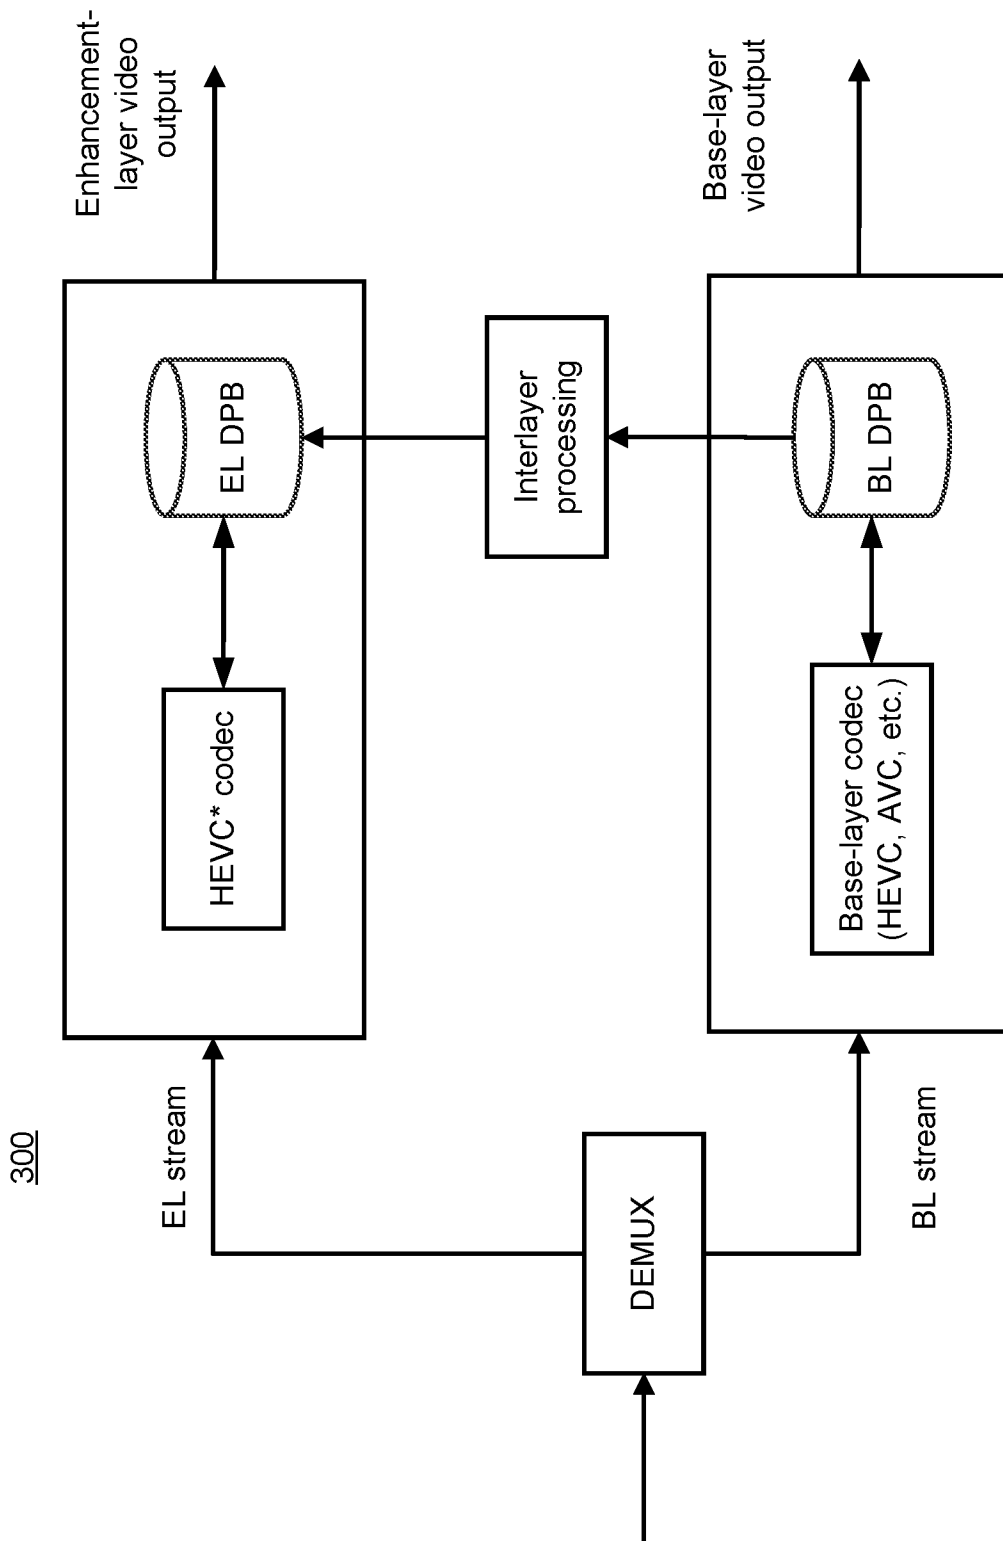 300
EL stream
HEVC* codec
EL DPB
Enhancement-
layer video
output
DEMUX
Interlayer
processing
BL stream
Base-layer codec
(HEVC, AVC, etc.)
BL DPB
Base-layer
video output